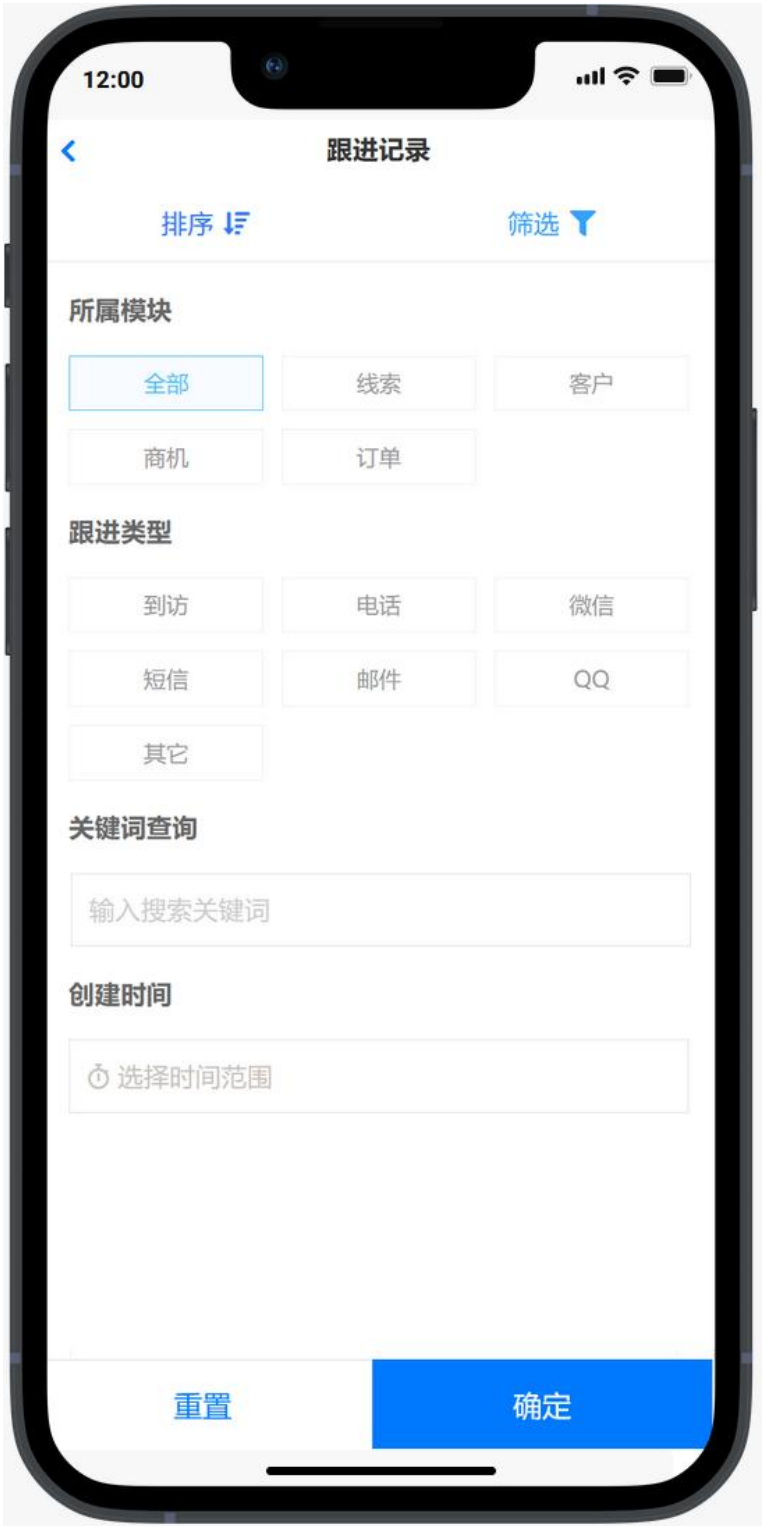 12:00
跟进记录
排序 筛选
所属模块
全部 线索 客户
商机 订单
跟进类型
到访 电话 微信
短信 邮件 QQ
其它
关键词查询
输入搜索关键词
创建时间
选择时间范围
重置 确定